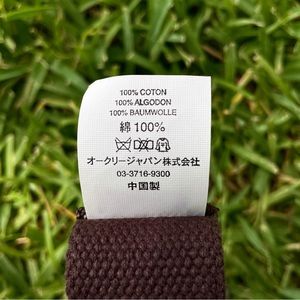 100% COTON
100% ALGODON
100% BAUMWOLLE
綿 100%
オークリージャパン株式会社
03-3716-9300
中国製